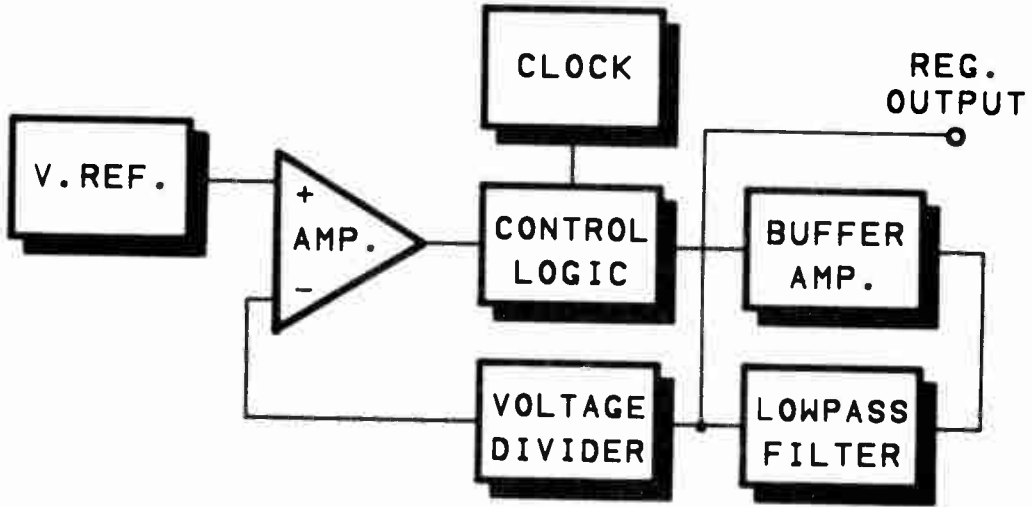 CLOCK
REG.
OUTPUT
V.REF.
+
AMP.
-
CONTROL
LOGIC
BUFFER
AMP.
VOLTAGE
DIVIDER
LOWPASS
FILTER